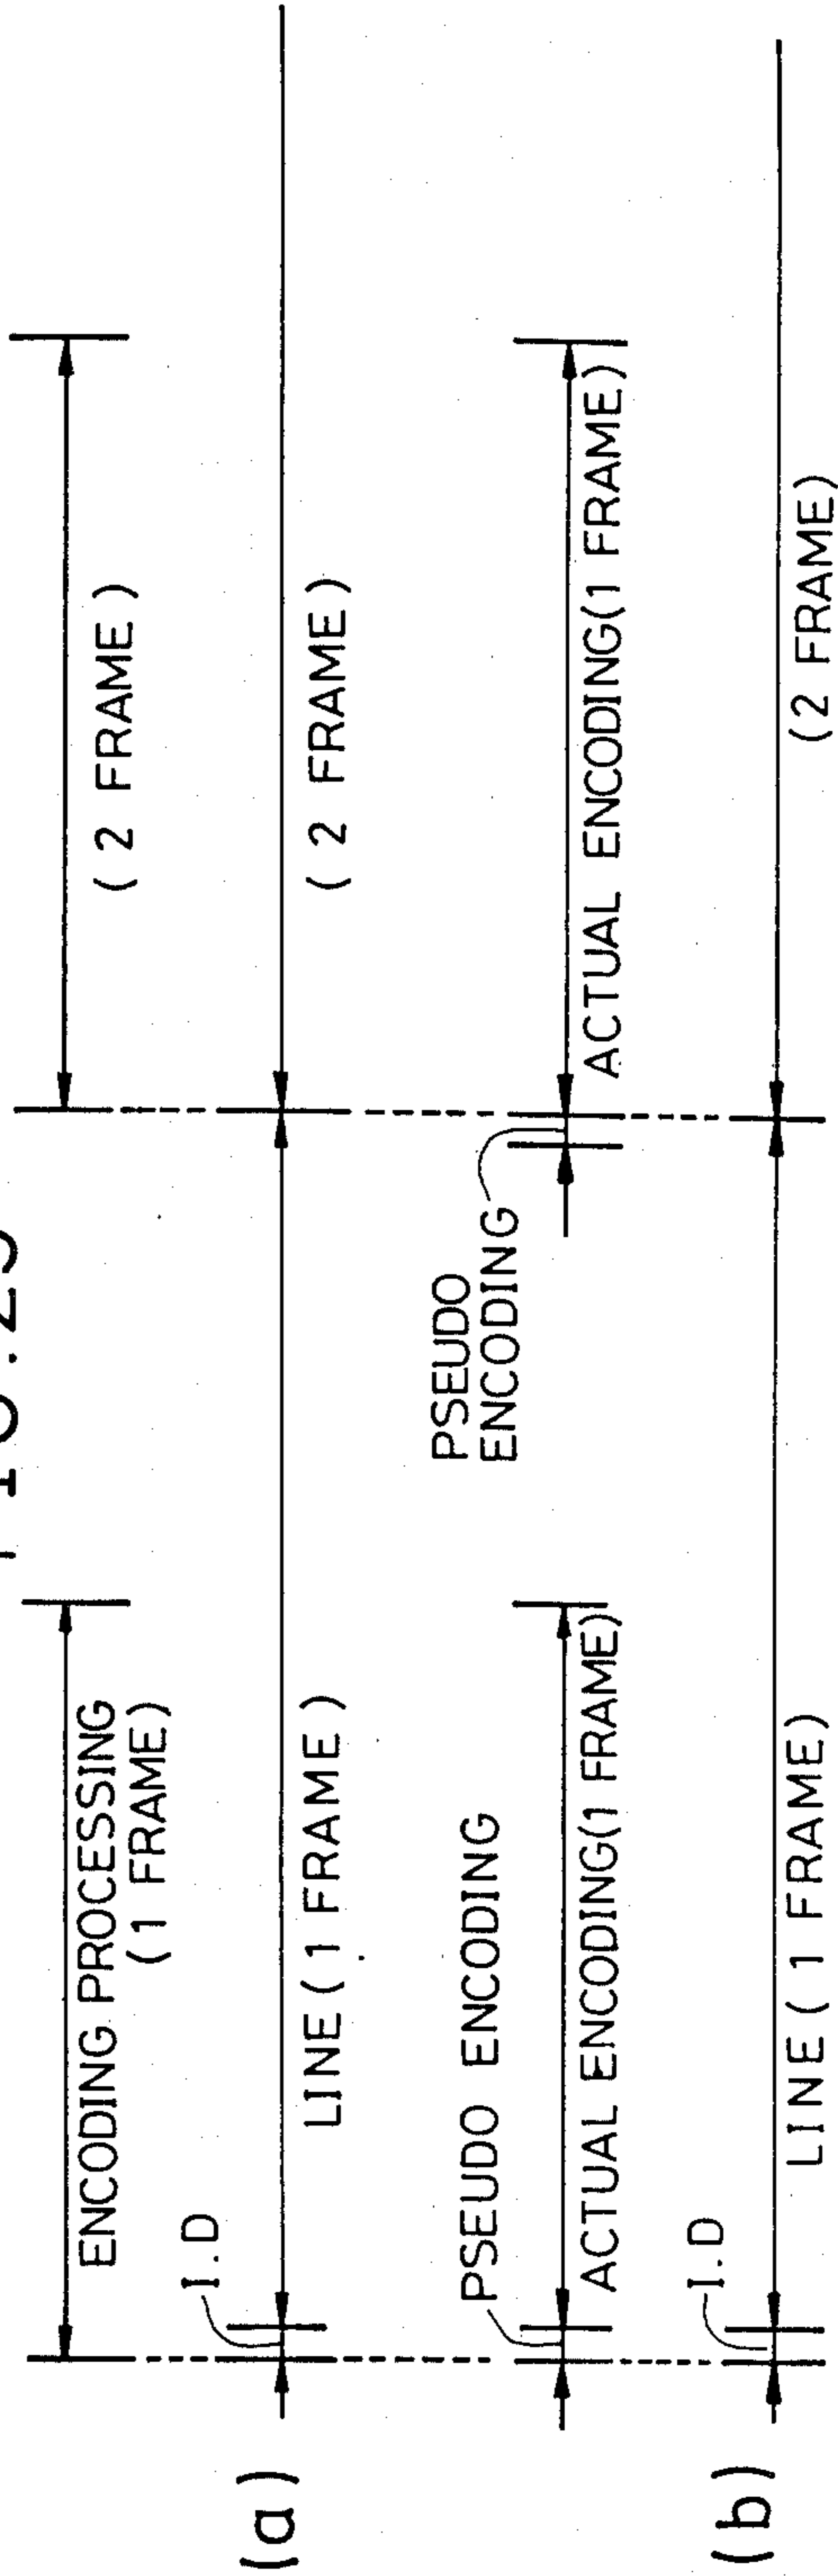 ENCODING PROCESSING
(1 FRAME)
(2 FRAME)
(a)
I.D
LINE (1 FRAME)
(2 FRAME)
PSEUDO ENCODING
ACTUAL ENCODING(1 FRAME)
PSEUDO
ENCODING
ACTUAL ENCODING(1 FRAME)
(b)
I.D
LINE (1 FRAME)
(2 FRAME)